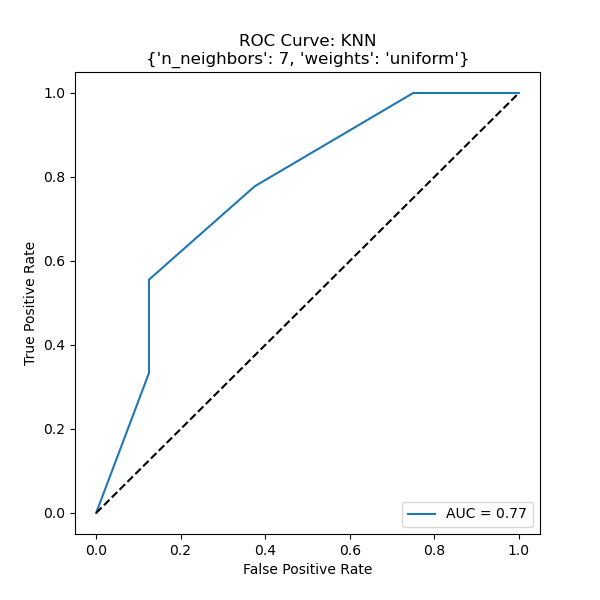 ROC Curve: KNN
{'n_neighbors': 7, 'weights': 'uniform'}
1.0
0.8
0.6
0.4
0.2
0.0
True Positive Rate
AUC = 0.77
0.0 0.2 0.4 0.6 0.8 1.0
False Positive Rate